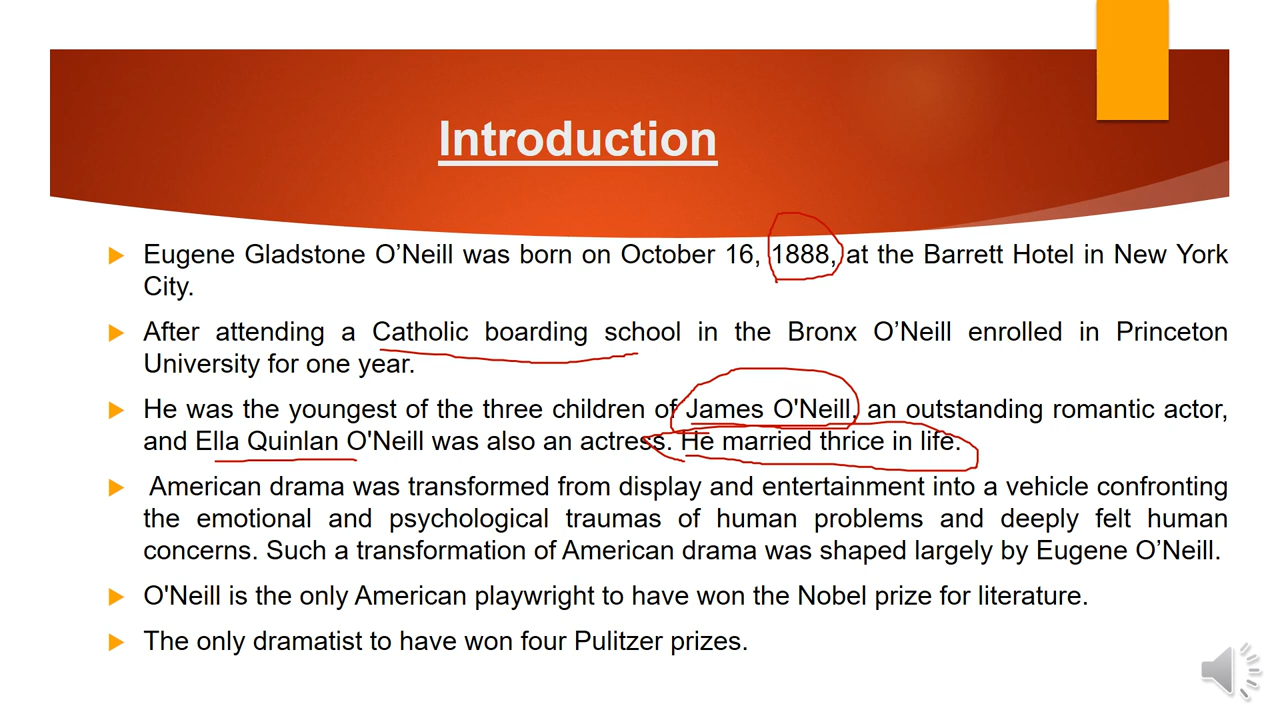 Introduction
Eugene Gladstone O’Neill was born on October 16, 1888, at the Barrett Hotel in New York
City.
After attending a Catholic boarding school in the Bronx O’Neill enrolled in Princeton
University for one year.
He was the youngest of the three children of James O'Neill, an outstanding romantic actor,
and Ella Quinlan O'Neill was also an actress. He married thrice in life.
American drama was transformed from display and entertainment into a vehicle confronting
the emotional and psychological traumas of human problems and deeply felt human
concerns. Such a transformation of American drama was shaped largely by Eugene O’Neill.
O'Neill is the only American playwright to have won the Nobel prize for literature.
The only dramatist to have won four Pulitzer prizes.